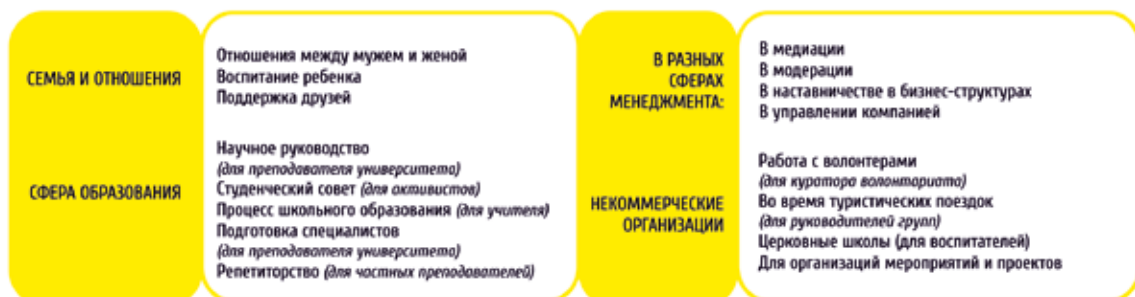 СЕМЬЯ И ОТНОШЕНИЯ
Отношения между мужем и женой
Воспитание ребенка
Поддержка друзей
СФЕРА ОБРАЗОВАНИЯ
Научное руководство
(для преподавателя университета)
Студенческий совет (для активистов)
Процесс школьного образования (для учителя)
Подготовка специалистов
(для преподавателя университета)
Репетиторство (для частных преподавателей)
В РАЗНЫХ
СФЕРАХ
МЕНЕДЖМЕНТА:
В медиации
В модерации
В наставничестве в бизнес-структурах
В управлении компанией
НЕКОММЕРЧЕСКИЕ
ОРГАНИЗАЦИИ
Работа с волонтерами
(для куратора волонториата)
Во время туристических поездок
(для руководителей групп)
Церковные школы (для воспитателей)
Для организаций мероприятий и проектов